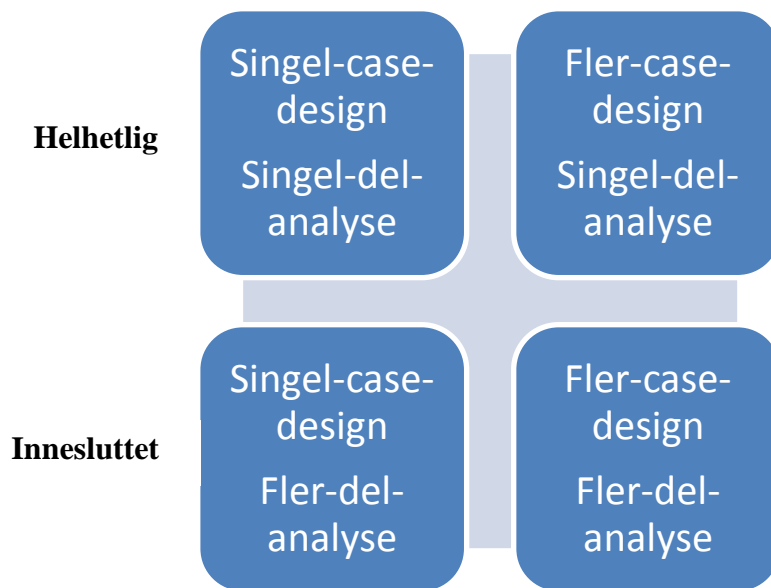 Helhetlig
Singel-case-
design
Singel-del-
analyse
Fler-case-
design
Singel-del-
analyse
Innesluttet
Singel-case-
design
Fler-del-
analyse
Fler-case-
design
Fler-del-
analyse